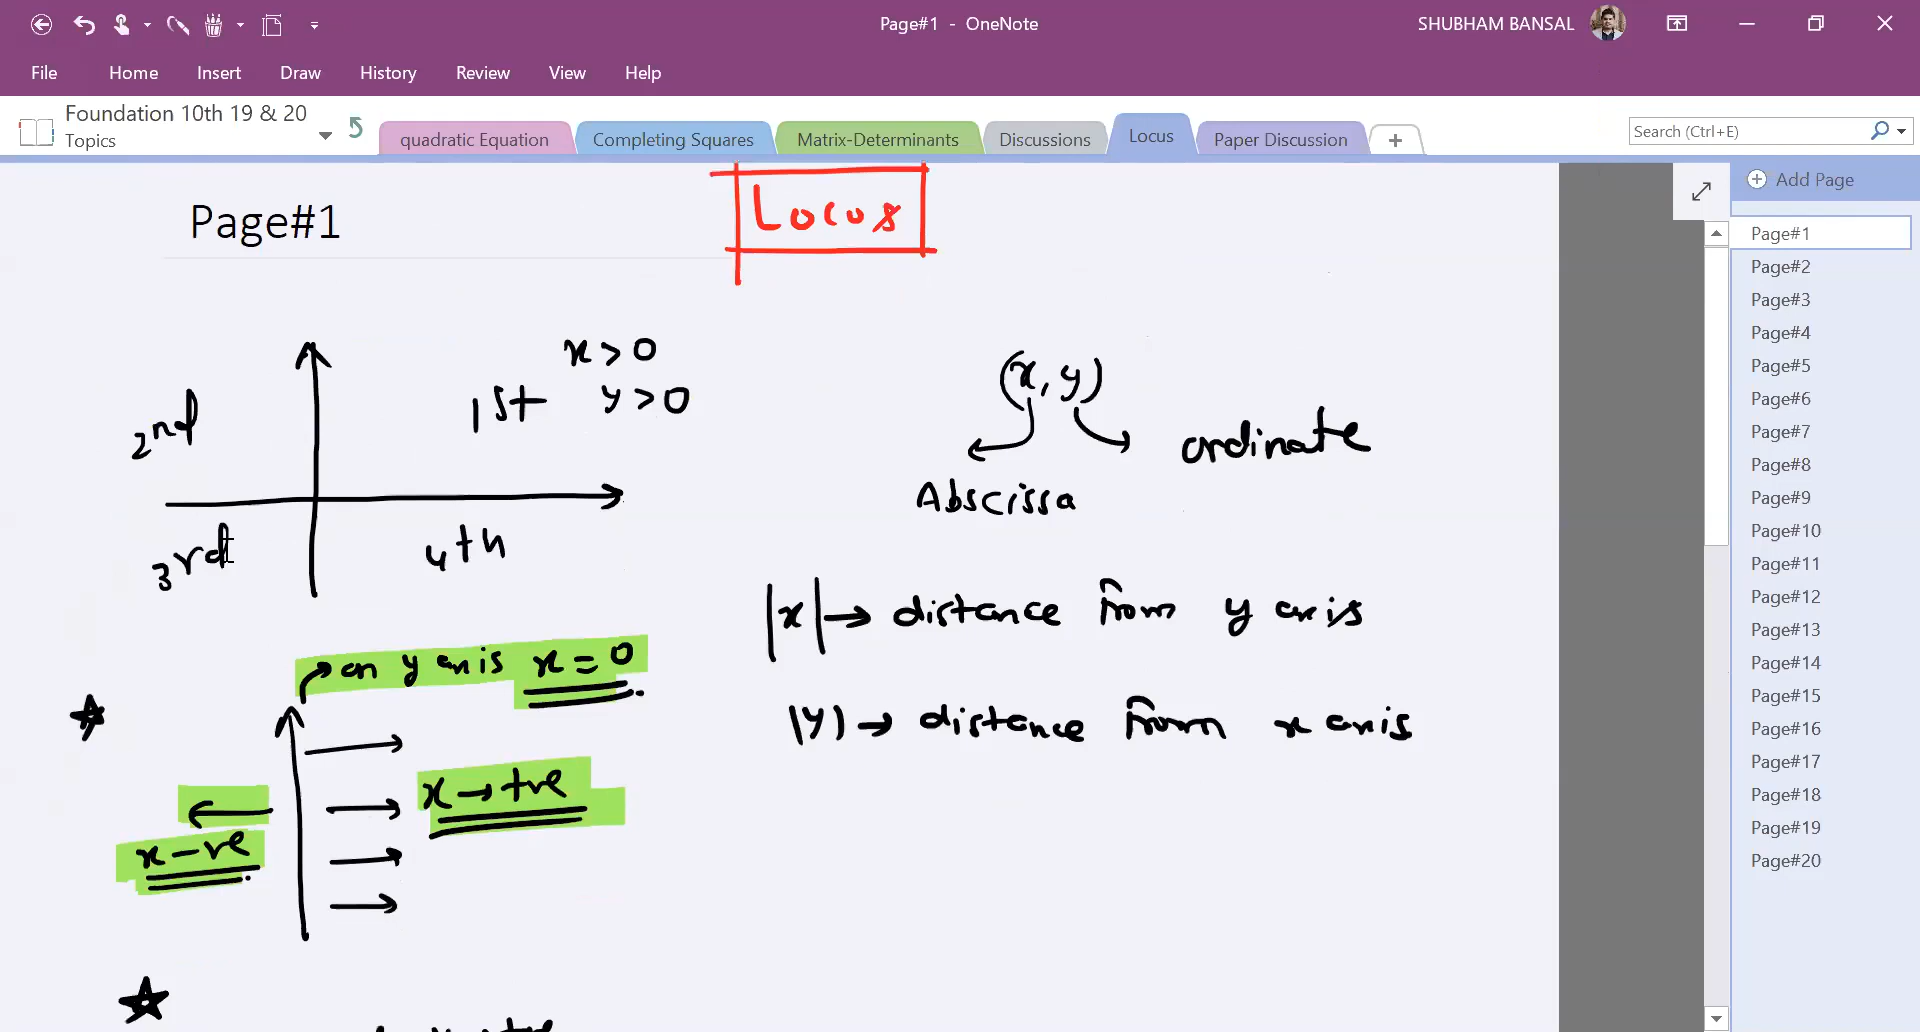 Page#1 - OneNote
SHUBHAM BANSAL
File Home Insert Draw History Review View Help
Foundation 10th 19 & 20
Topics
quadratic Equation
Completing Squares
Matrix-Determinants
Discussions
Locus
Paper Discussion
+
Search (Ctrl+E)
Add Page
Page#1
Page#2
Page#3
Page#4
Page#5
Page#6
Page#7
Page#8
Page#9
Page#10
Page#11
Page#12
Page#13
Page#14
Page#15
Page#16
Page#17
Page#18
Page#19
Page#20
Page#1
Locus
x > 0
1st y > 0
2nd
3rd
4th
(x, y)
ordinate
Abscissa
|x| → distance from y axis
|y| → distance from x axis
on y axis x = 0
x → +ve
x -ve